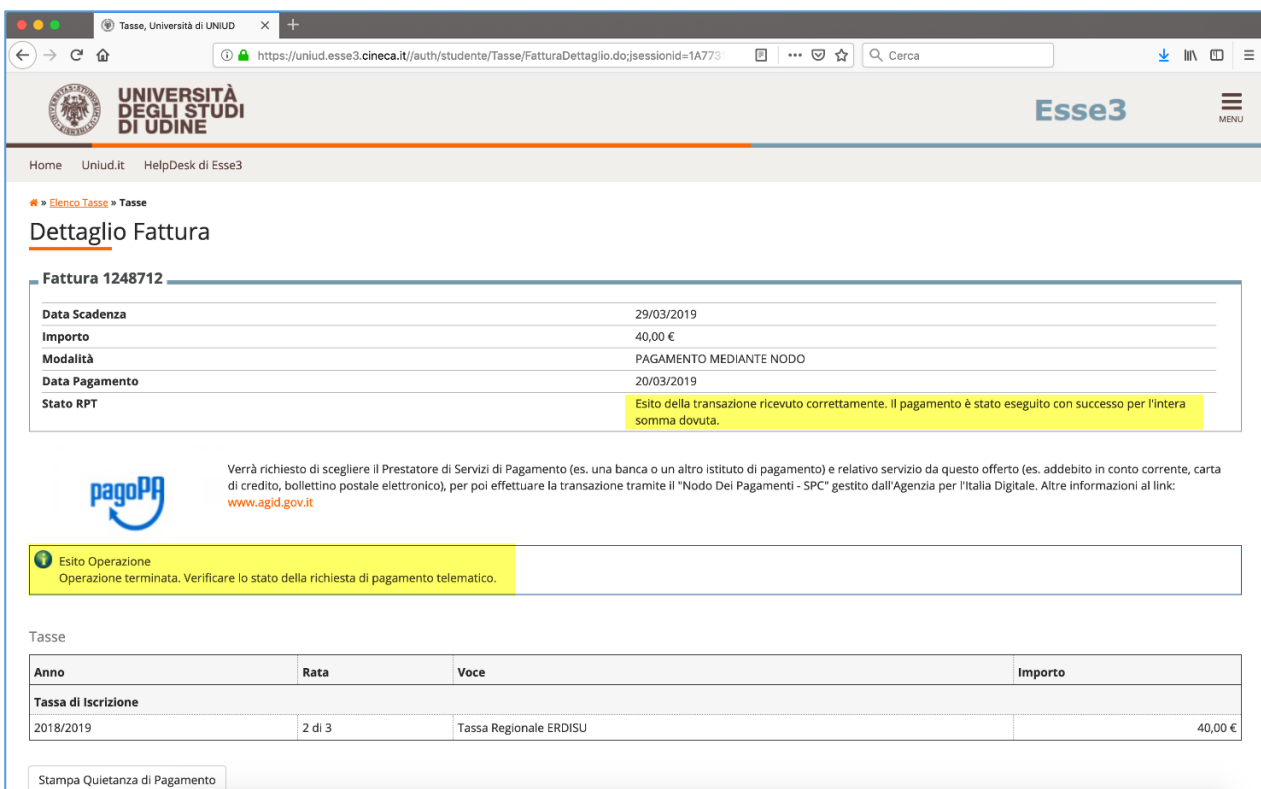 Tasse, Università di UNIUD
https://uniud.esse3.cineca.it//auth/studente/Tasse/FatturaDettaglio.do;jsessionid=1A773
Cerca
UNIVERSITÀ
DEGLI STUDI
DI UDINE
Esse3
MENU
Home Uniud.it HelpDesk di Esse3
» Elenco Tasse » Tasse
Dettaglio Fattura
Fattura 1248712
Data Scadenza 29/03/2019
Importo 40,00 €
Modalità PAGAMENTO MEDIANTE NODO
Data Pagamento 20/03/2019
Stato RPT Esito della transazione ricevuto correttamente. Il pagamento è stato eseguito con successo per l'intera
somma dovuta.
pagoPA
Verrà richiesto di scegliere il Prestatore di Servizi di Pagamento (es. una banca o un altro istituto di pagamento) e relativo servizio da questo offerto (es. addebito in conto corrente, carta
di credito, bollettino postale elettronico), per poi effettuare la transazione tramite il "Nodo Dei Pagamenti - SPC" gestito dall'Agenzia per l'Italia Digitale. Altre informazioni al link:
www.agid.gov.it
Esito Operazione
Operazione terminata. Verificare lo stato della richiesta di pagamento telematico.
Tasse
Anno Rata Voce Importo
Tassa di Iscrizione
2018/2019 2 di 3 Tassa Regionale ERDISU 40,00 €
Stampa Quietanza di Pagamento